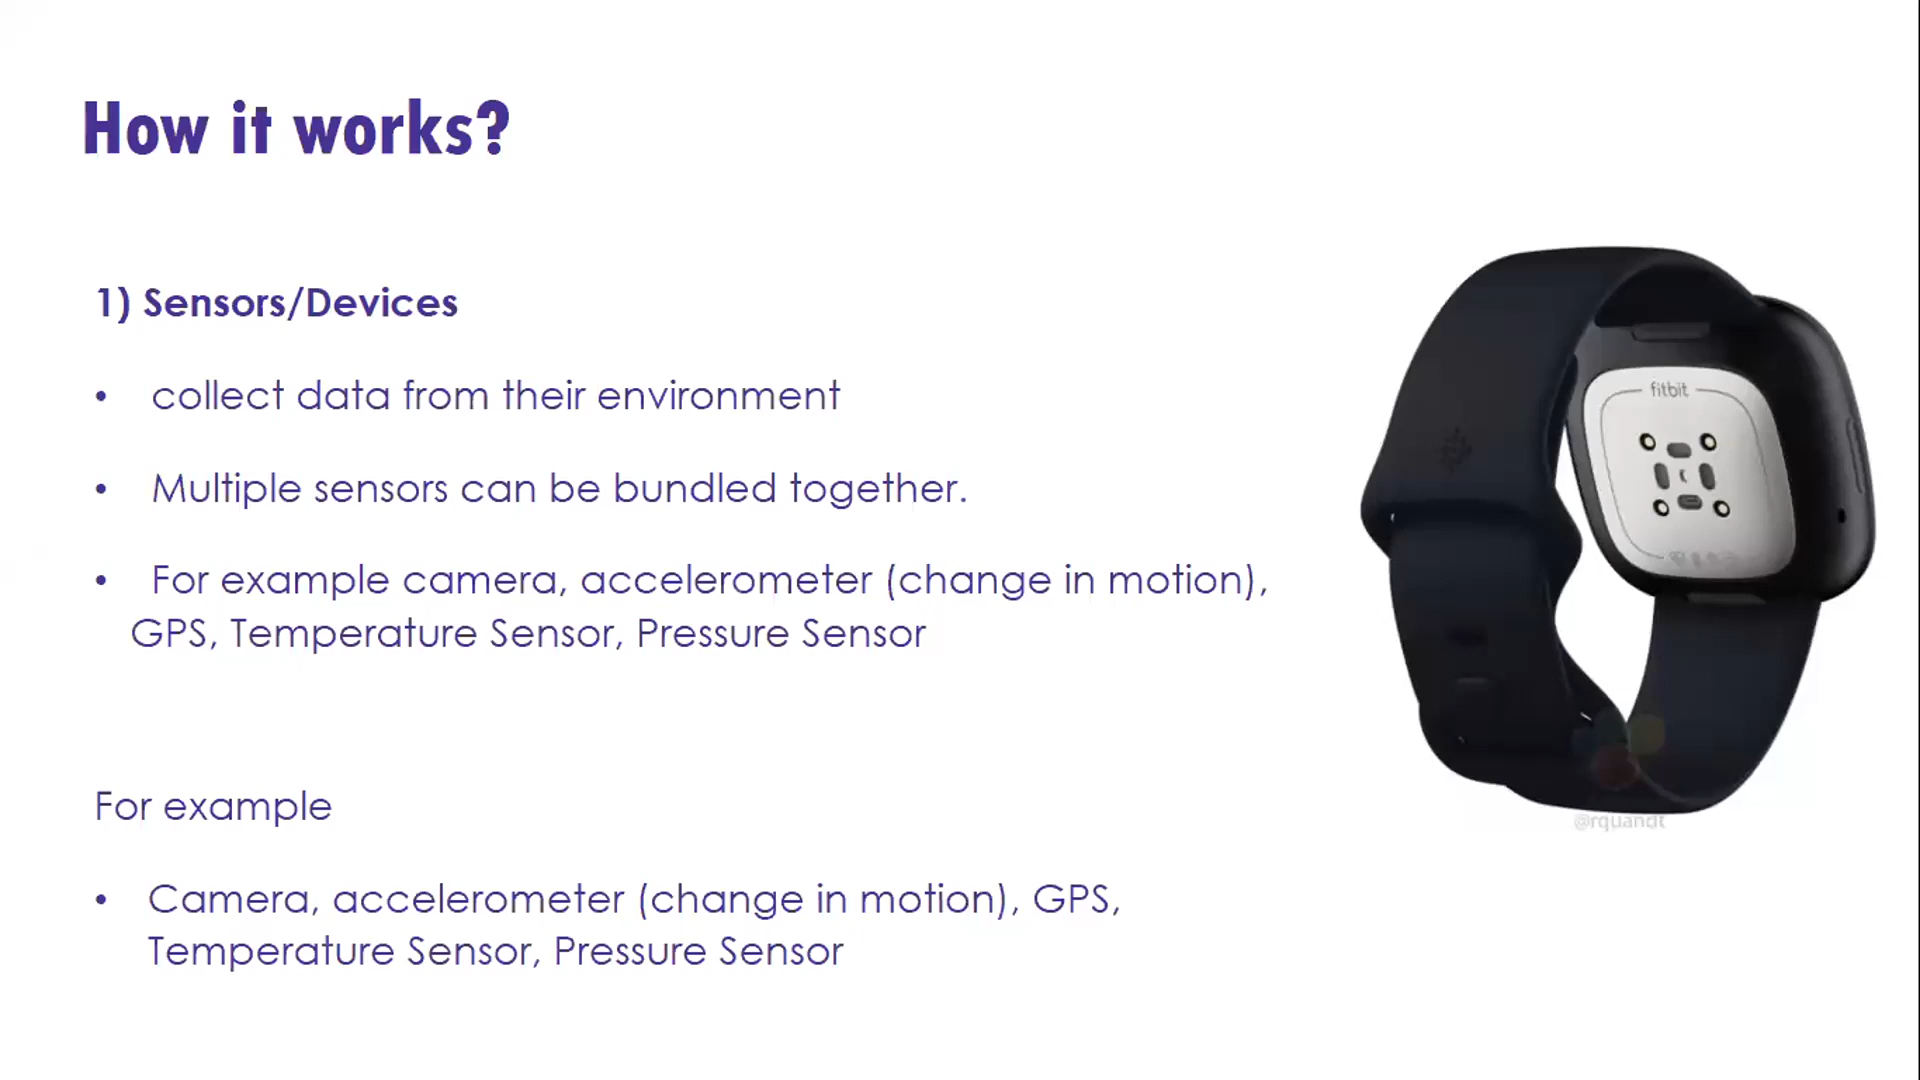 How it works?
1) Sensors/Devices
• collect data from their environment
• Multiple sensors can be bundled together.
• For example camera, accelerometer (change in motion),
GPS, Temperature Sensor, Pressure Sensor
fitbit
@rquandt
For example
• Camera, accelerometer (change in motion), GPS,
Temperature Sensor, Pressure Sensor